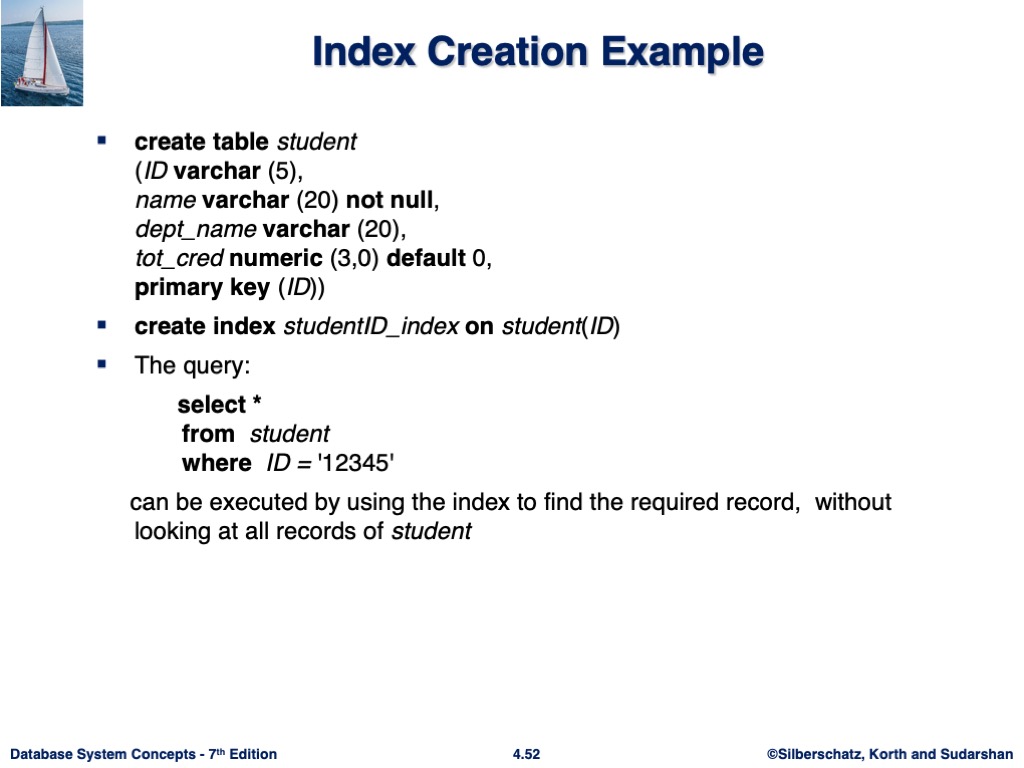 Index Creation Example
▪ create table student
(ID varchar (5),
name varchar (20) not null,
dept_name varchar (20),
tot_cred numeric (3,0) default 0,
primary key (ID))
▪ create index studentID_index on student(ID)
▪ The query:
select *
from student
where ID = '12345'
can be executed by using the index to find the required record, without
looking at all records of student
Database System Concepts - 7th Edition
4.52
©Silberschatz, Korth and Sudarshan